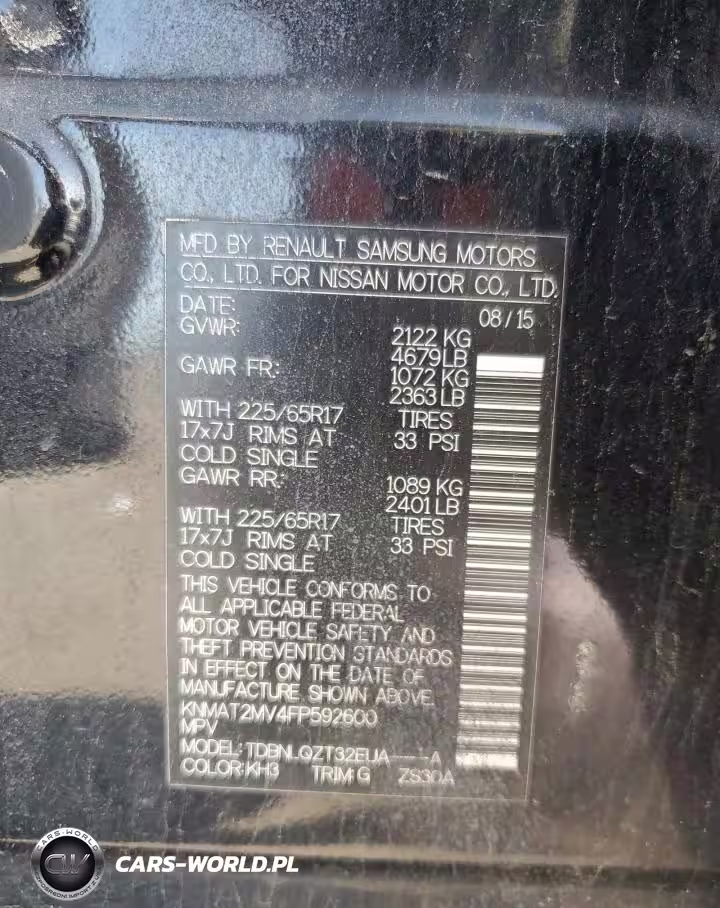 MFD BY RENAULT SAMSUNG MOTORS
CO., LTD. FOR NISSAN MOTOR CO., LTD.
DATE: 08/15
GVWR: 2122 KG
4679 LB
GAWR FR: 1072 KG
2363 LB
WITH 225/65R17 TIRES
17x7J RIMS AT 33 PSI
COLD SINGLE
GAWR RR: 1089 KG
2401 LB
WITH 225/65R17 TIRES
17x7J RIMS AT 33 PSI
COLD SINGLE
THIS VEHICLE CONFORMS TO
ALL APPLICABLE FEDERAL
MOTOR VEHICLE SAFETY AND
THEFT PREVENTION STANDARDS
IN EFFECT ON THE DATE OF
MANUFACTURE SHOWN ABOVE.
KNMAT2MV4FP592600
MPV
MODEL: TDBNLQZT32EUA----A
COLOR:KH3 TRIM:G ZS30A
CARS-WORLD
CW
CARS-WORLD.PL